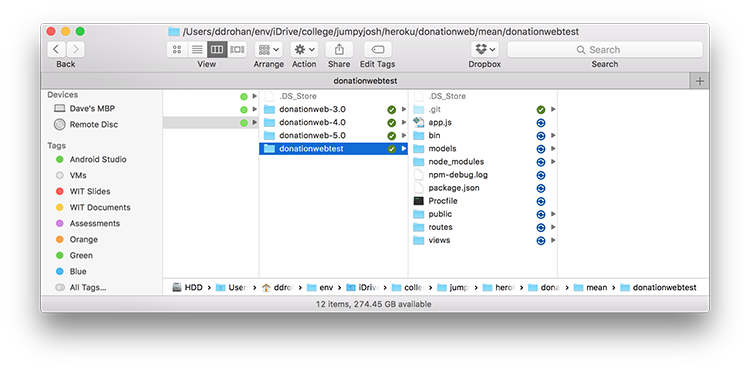 /Users/ddrohan/env/iDrive/college/jumpyjosh/heroku/donationweb/mean/donationwebtest
Back View Arrange Action Share Edit Tags Dropbox Search
Search
donationwebtest
Devices
Dave's MBP
Remote Disc
Tags
Android Studio
VMs
WIT Slides
WIT Documents
Assessments
Orange
Green
Blue
All Tags...
.DS_Store
donationweb-3.0
donationweb-4.0
donationweb-5.0
donationwebtest
.DS_Store
.git
app.js
bin
models
node_modules
npm-debug.log
package.json
Procfile
public
routes
views
HDD › User › ddrol › env › iDriv › colle › jump › hero › dona › mean › donationwebtest
12 items, 274.45 GB available